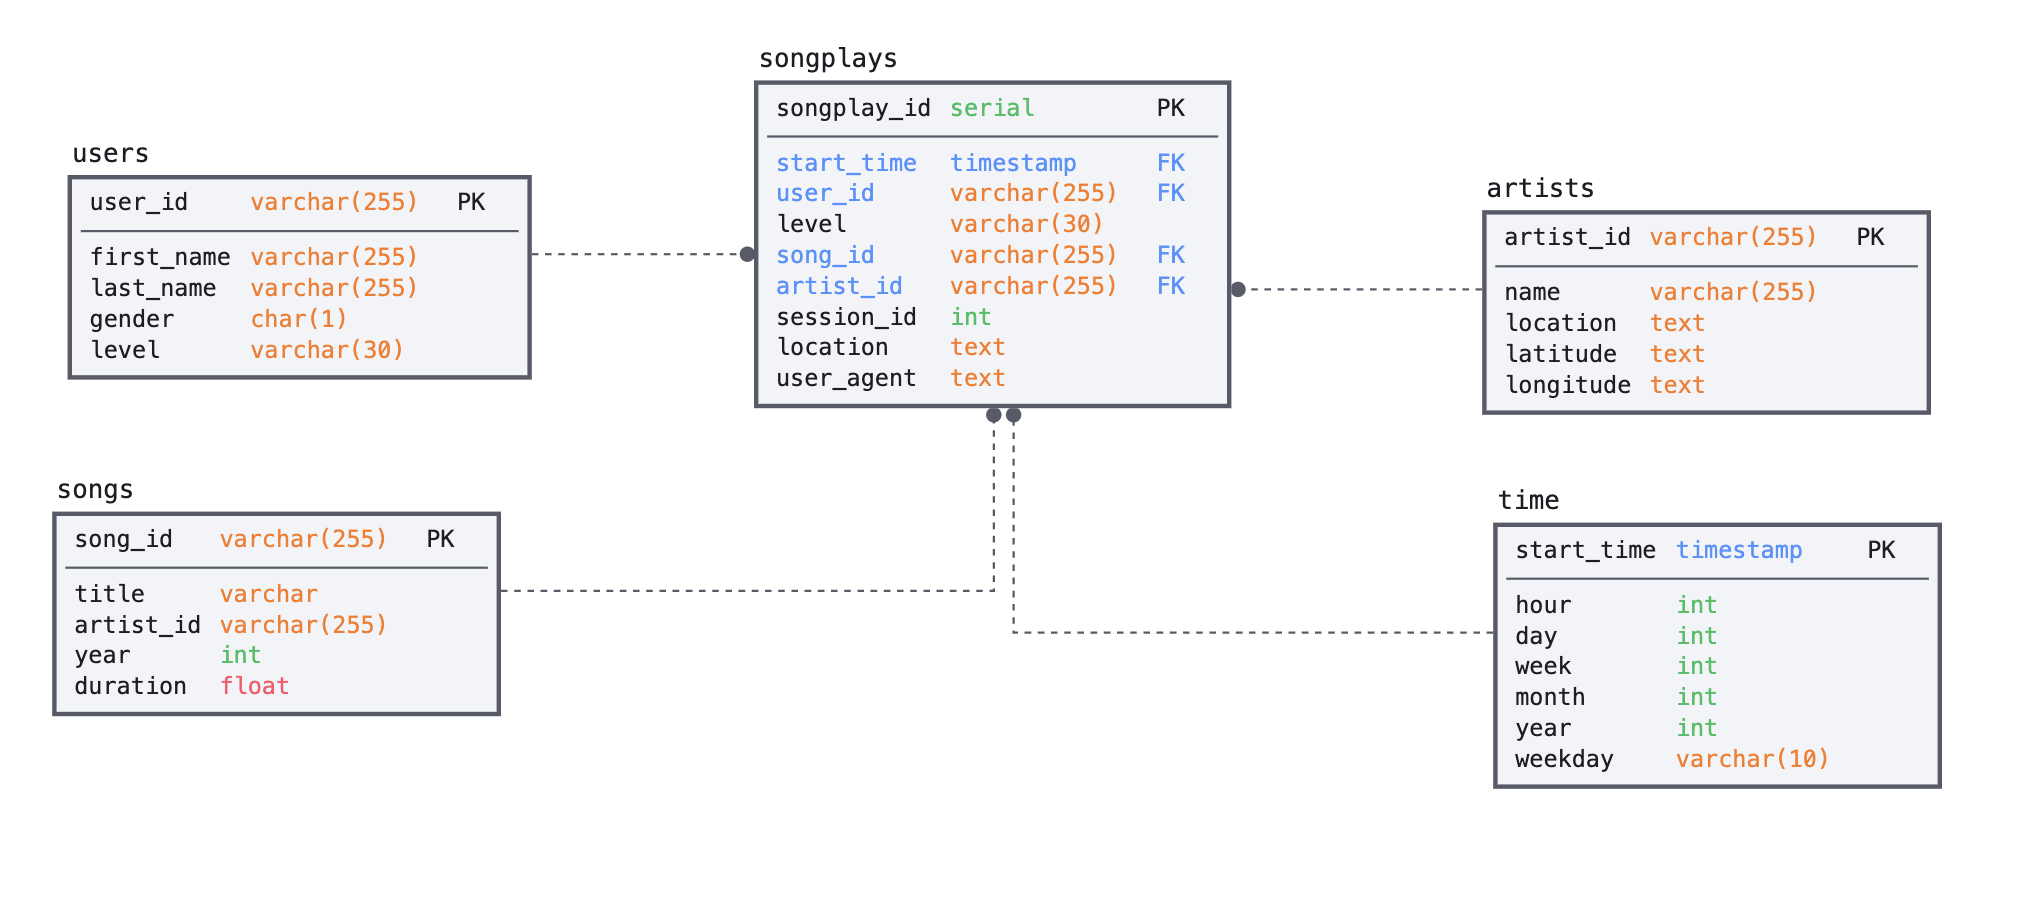 songplays
songplay_id serial PK
start_time timestamp FK
user_id varchar(255) FK
level varchar(30)
song_id varchar(255) FK
artist_id varchar(255) FK
session_id int
location text
user_agent text
users
user_id varchar(255) PK
first_name varchar(255)
last_name varchar(255)
gender char(1)
level varchar(30)
artists
artist_id varchar(255) PK
name varchar(255)
location text
latitude text
longitude text
songs
song_id varchar(255) PK
title varchar
artist_id varchar(255)
year int
duration float
time
start_time timestamp PK
hour int
day int
week int
month int
year int
weekday varchar(10)